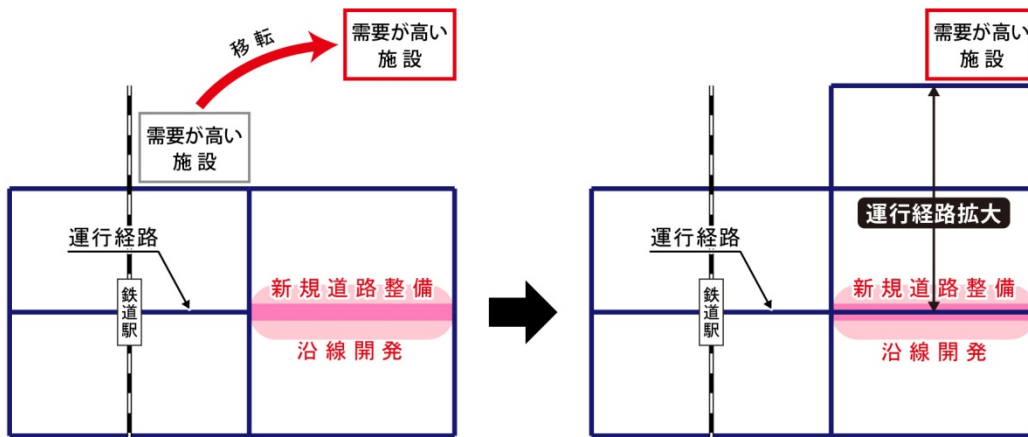 移転
需要が高い
施設
需要が高い
施設
運行経路
鉄道駅
新規道路整備
沿線開発
需要が高い
施設
運行経路拡大
運行経路
鉄道駅
新規道路整備
沿線開発